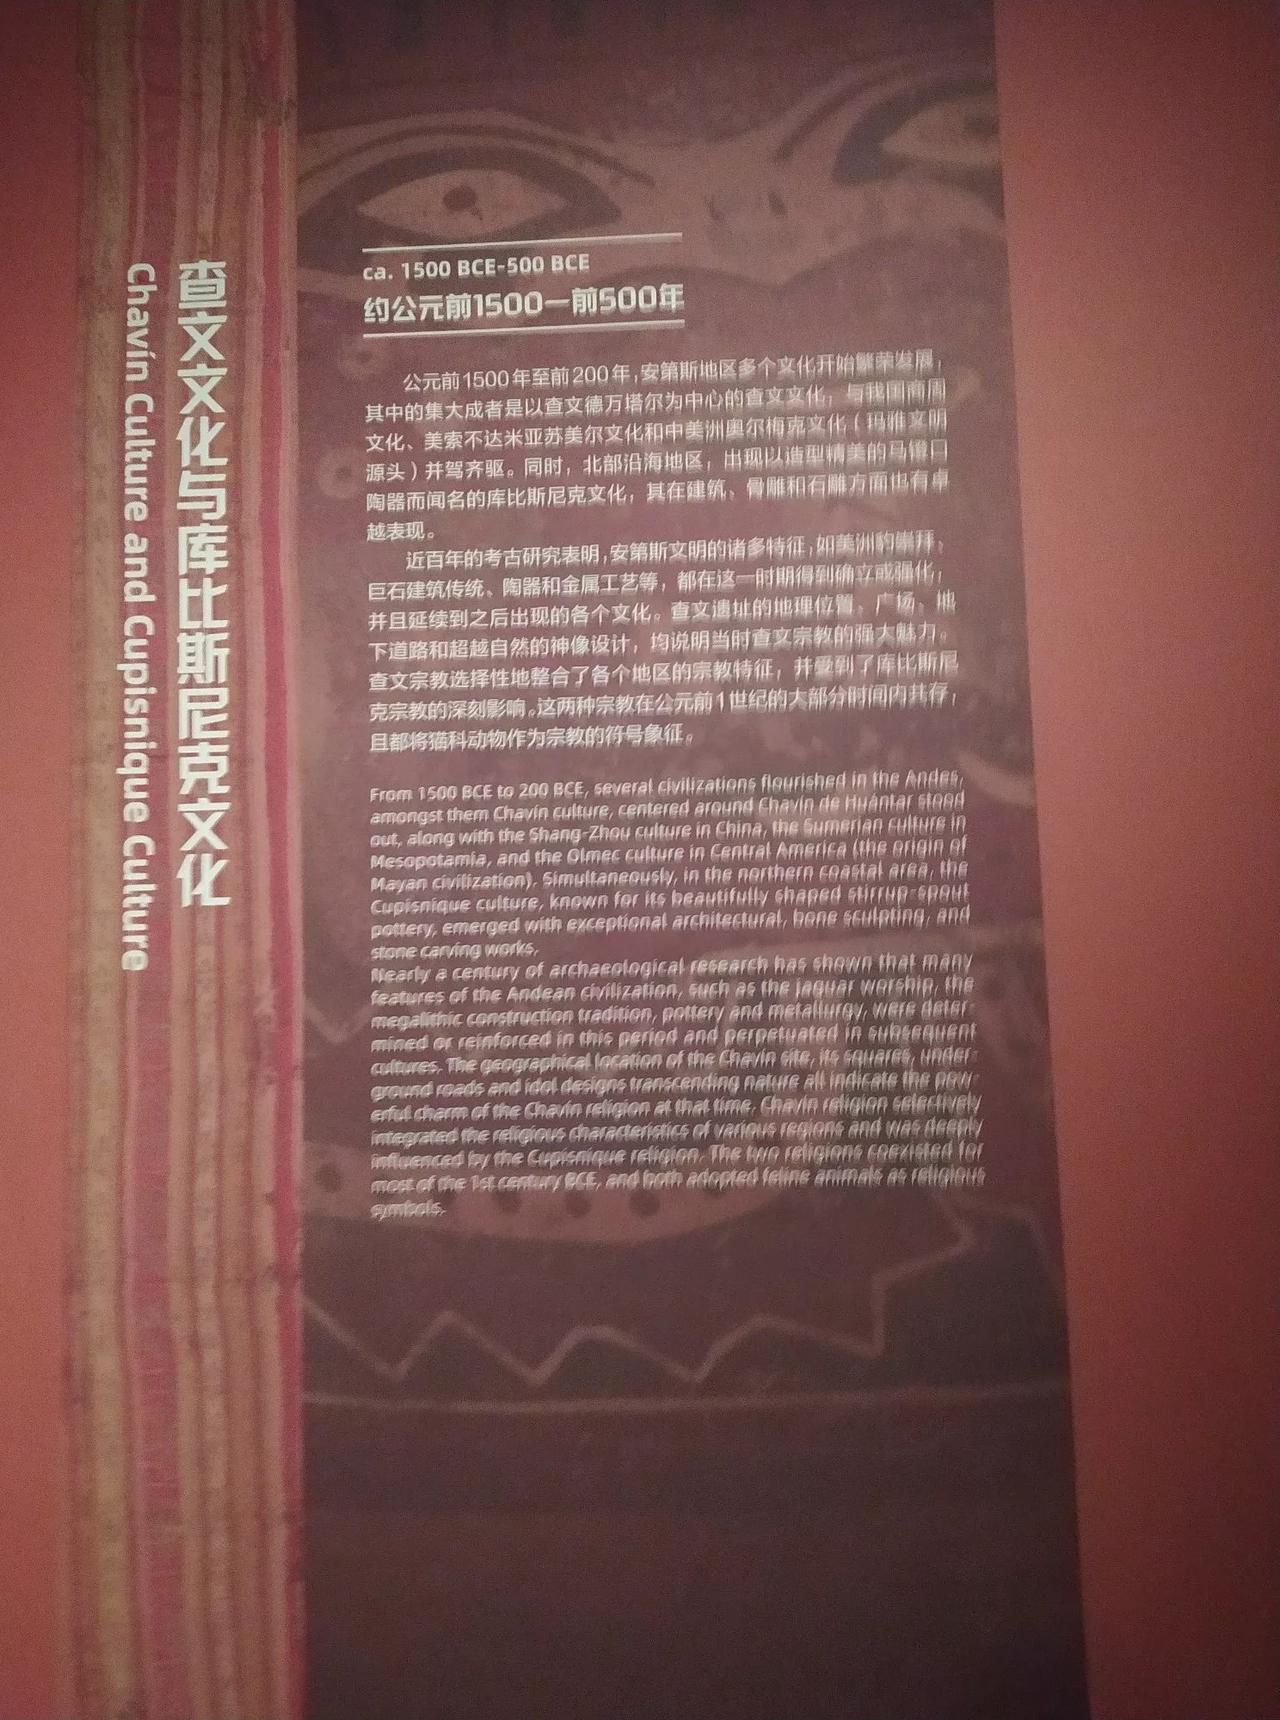 查文文化与库比斯尼克文化
Chavín Culture and Cupisnique Culture
ca. 1500 BCE-500 BCE
约公元前1500—前500年
公元前1500年至前200年,安第斯地区多个文化开始繁荣发展，
其中的集大成者是以查文德万塔尔为中心的查文文化，与我国商周
文化、美索不达米亚苏美尔文化和中美洲奥尔梅克文化（玛雅文明
源头）并驾齐驱。同时，北部沿海地区，出现以造型精美的马镫口
陶器而闻名的库比斯尼克文化，其在建筑、骨雕和石雕方面也有卓
越表现。
近百年的考古研究表明,安第斯文明的诸多特征,如美洲豹崇拜、
巨石建筑传统、陶器和金属工艺等，都在这一时期得到确立或强化，
并且延续到之后出现的各个文化。查文遗址的地理位置、广场、地
下道路和超越自然的神像设计，均说明当时查文宗教的强大魅力。
查文宗教选择性地整合了各个地区的宗教特征，并受到了库比斯尼
克宗教的深刻影响。这两种宗教在公元前1世纪的大部分时间内共存，
且都将猫科动物作为宗教的符号象征。
From 1500 BCE to 200 BCE, several civilizations flourished in the Andes,
amongst them Chavín culture, centered around Chavín de Huántar stood
out, along with the Shang-Zhou culture in China, the Sumerian culture in
Mesopotamia, and the Olmec culture in Central America (the origin of
Mayan civilization). Simultaneously, in the northern coastal area, the
Cupisnique culture, known for its beautifully shaped stirrup-spout
pottery, emerged with exceptional architectural, bone sculpting, and
stone carving works.
Nearly a century of archaeological research has shown that many
features of the Andean civilization, such as the jaguar worship, the
megalithic construction tradition, pottery and metallurgy, were deter-
mined or reinforced in this period and perpetuated in subsequent
cultures. The geographical location of the Chavín site, its squares, under-
ground roads and idol designs transcending nature all indicate the pow-
erful charm of the Chavín religion at that time. Chavín religion selectively
integrated the religious characteristics of various regions and was deeply
influenced by the Cupisnique religion. The two religions coexisted for
most of the 1st century BCE, and both adopted feline animals as religious
symbols.